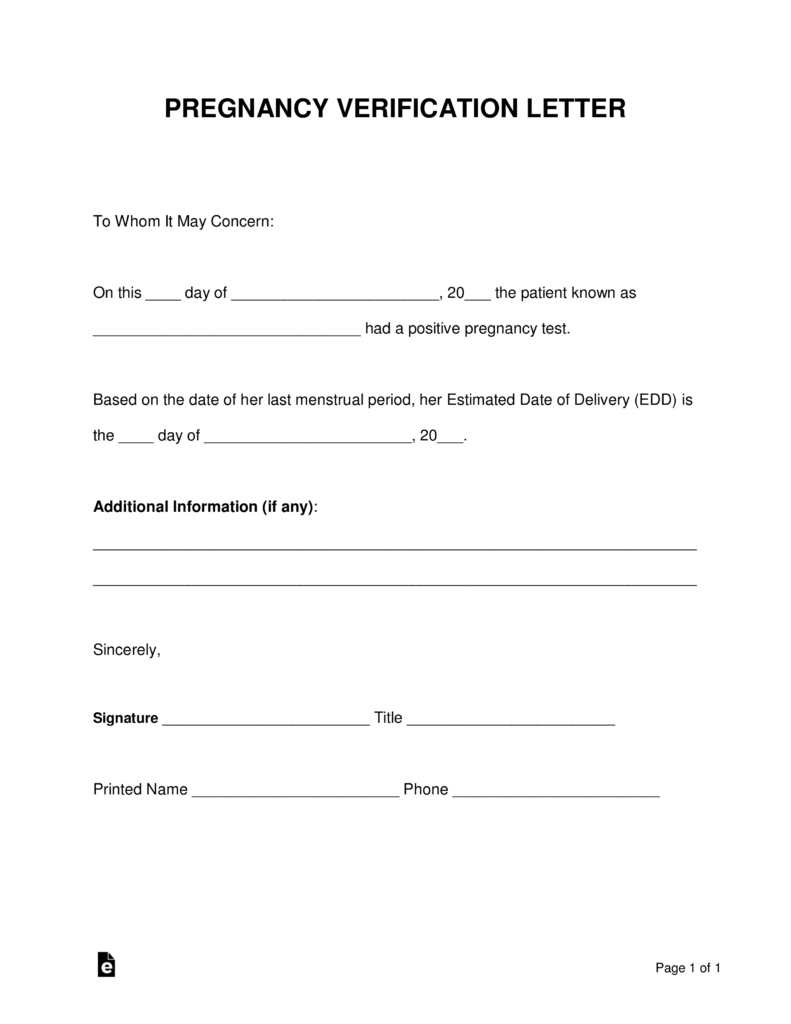 PREGNANCY VERIFICATION LETTER
To Whom It May Concern:
On this ____ day of ________________________, 20___ the patient known as
_______________________________ had a positive pregnancy test.
Based on the date of her last menstrual period, her Estimated Date of Delivery (EDD) is
the ____ day of ________________________, 20___.
Additional Information (if any):
______________________________________________________________________
______________________________________________________________________
Sincerely,
Signature ________________________ Title ________________________
Printed Name ________________________ Phone ________________________
e
Page 1 of 1